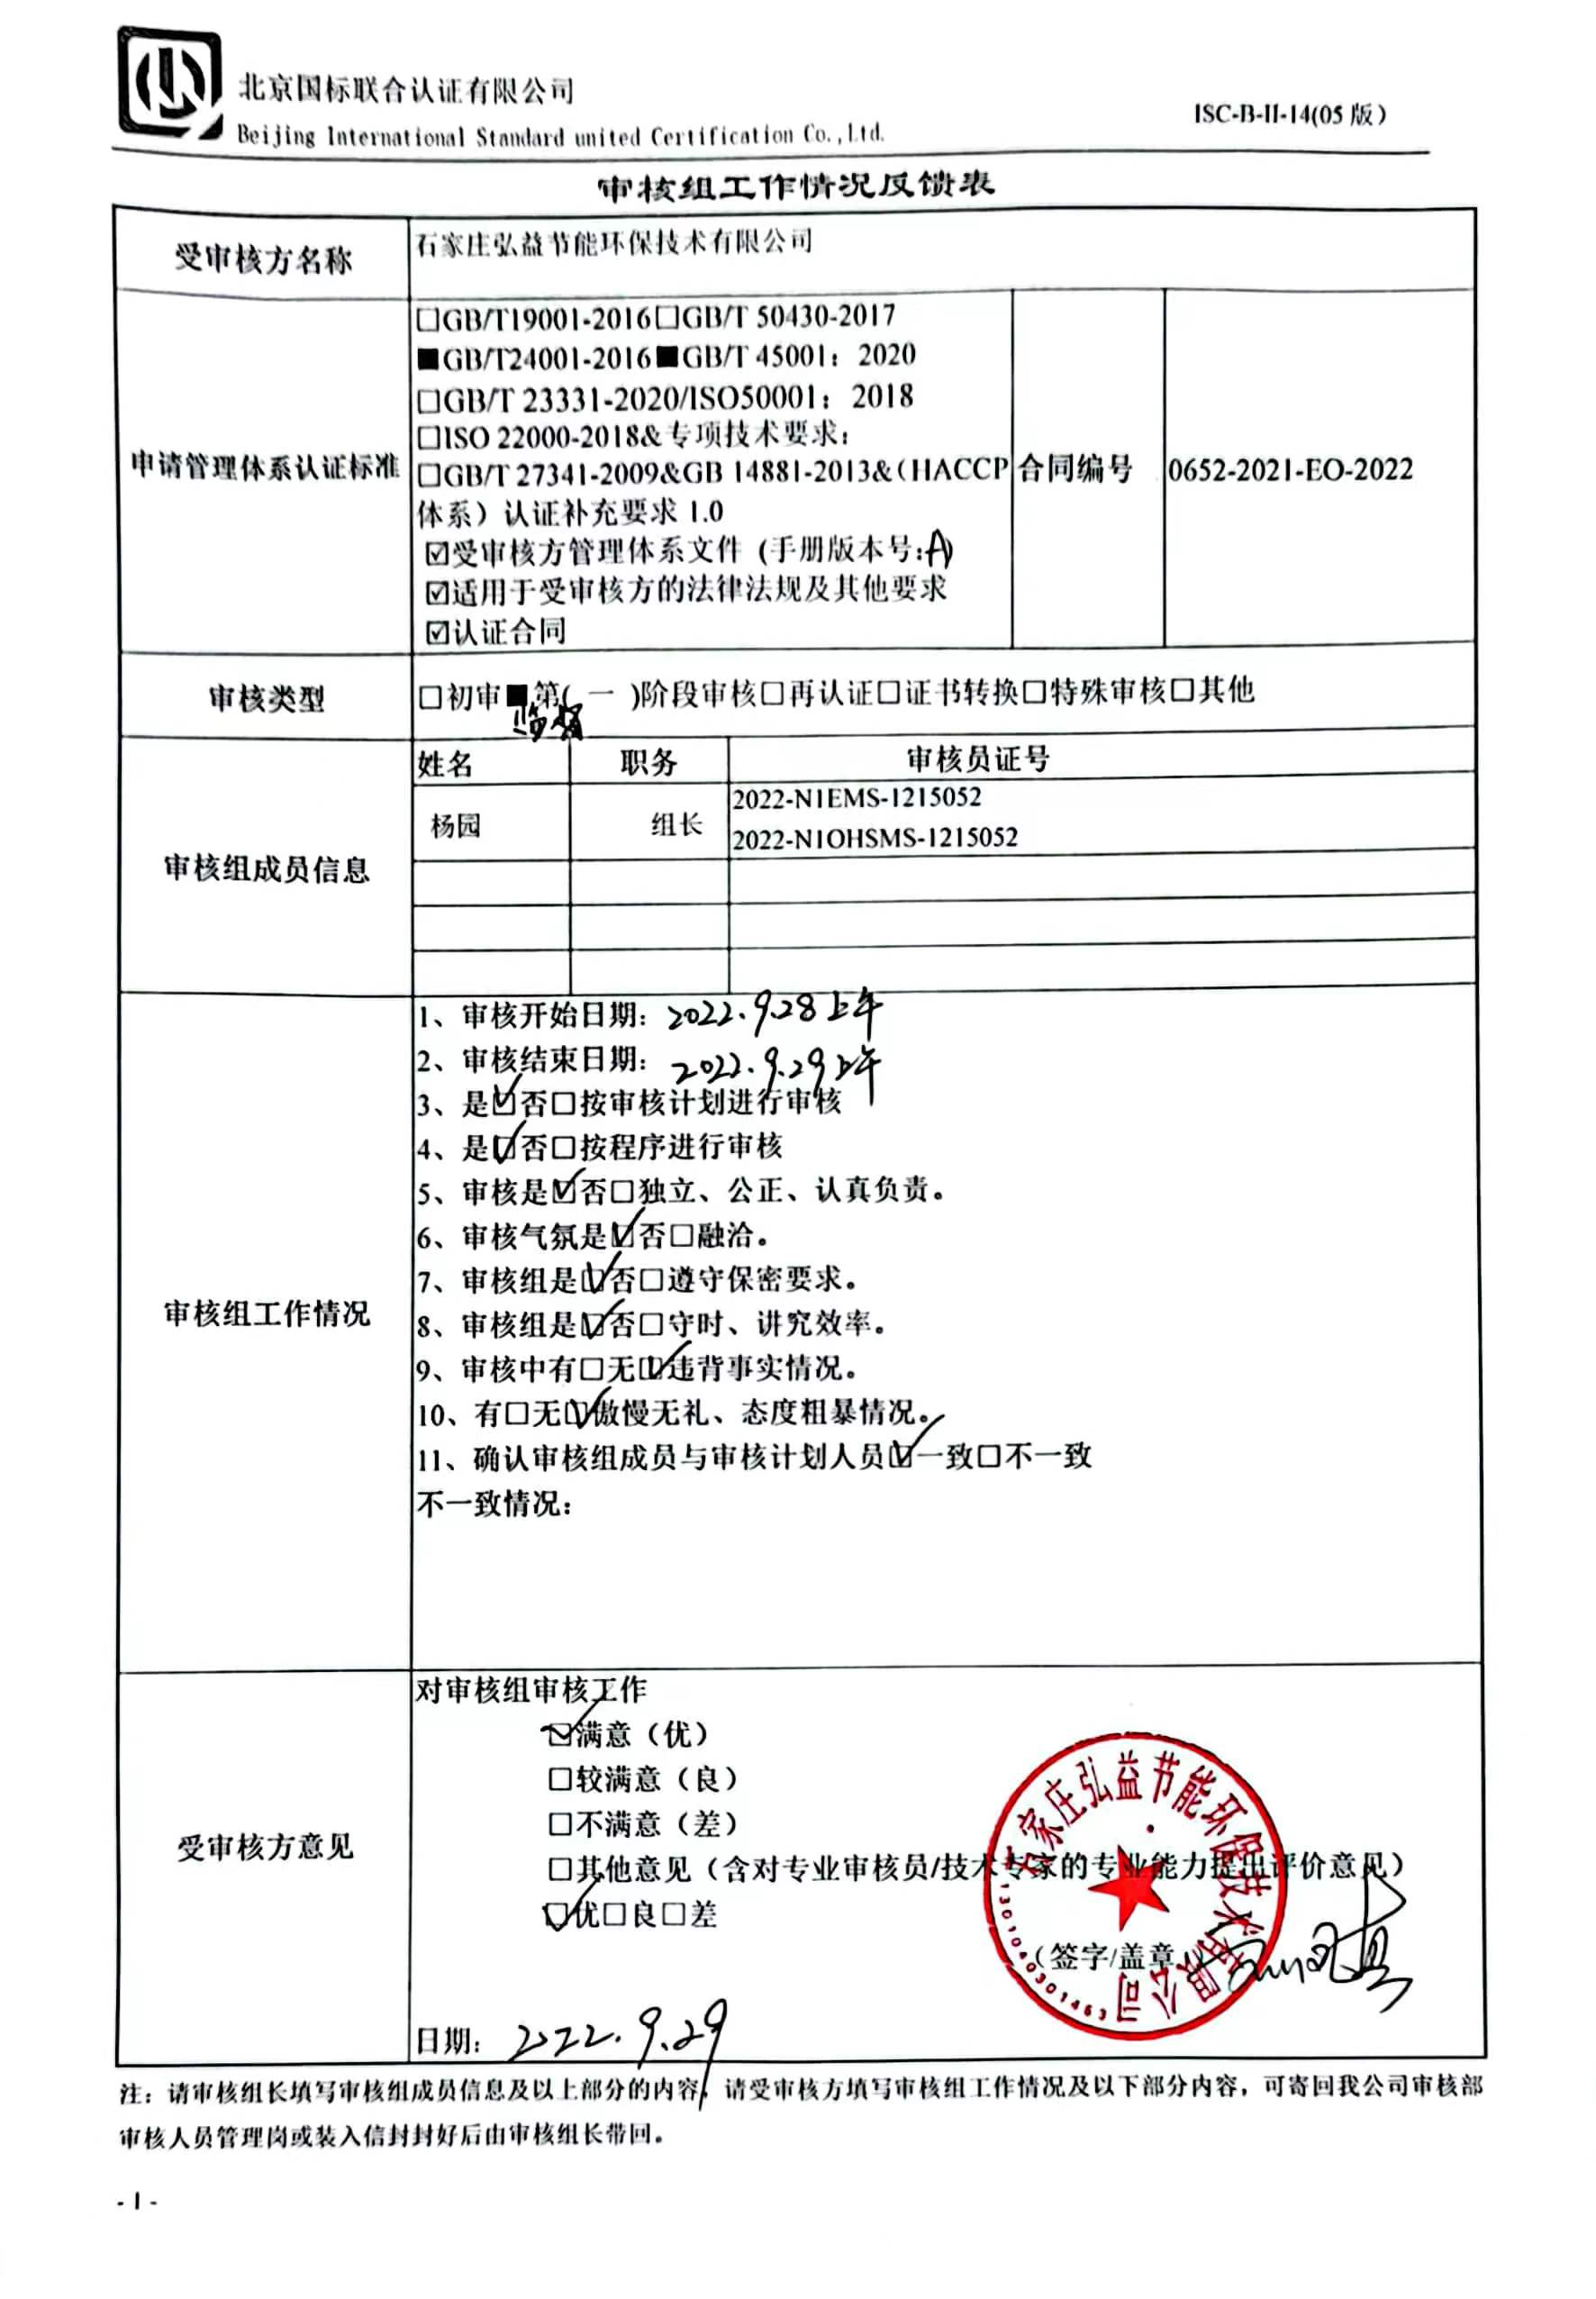 北京国标联合认证有限公司
Beijing International Standard united Certification Co.,Ltd.
ISC-B-II-14(05版)
审核组工作情况反馈表
受审核方名称
石家庄弘益节能环保技术有限公司
申请管理体系认证标准
□GB/T19001-2016□GB/T 50430-2017
■GB/T24001-2016■GB/T 45001：2020
□GB/T 23331-2020/ISO50001：2018
□ISO 22000-2018&专项技术要求：
□GB/T 27341-2009&GB 14881-2013&（HACCP
体系）认证补充要求 1.0
☑受审核方管理体系文件（手册版本号:A）
☑适用于受审核方的法律法规及其他要求
☑认证合同
合同编号
0652-2021-EO-2022
审核类型
□初审■第( 一 )阶段审核□再认证□证书转换□特殊审核□其他
监督
审核组成员信息
姓名 职务 审核员证号
杨园 组长
2022-N1EMS-1215052
2022-N1OHSMS-1215052
审核组工作情况
1、审核开始日期：2022.9.28上午
2、审核结束日期：2022.9.29上午
3、是☑否□按审核计划进行审核
4、是☑否□按程序进行审核
5、审核是☑否□独立、公正、认真负责。
6、审核气氛是☑否□融洽。
7、审核组是☑否□遵守保密要求。
8、审核组是☑否□守时、讲究效率。
9、审核中有□无☑违背事实情况。
10、有□无☑傲慢无礼、态度粗暴情况。
11、确认审核组成员与审核计划人员☑一致□不一致
不一致情况：
受审核方意见
对审核组审核工作
☑满意（优）
□较满意（良）
□不满意（差）
□其他意见（含对专业审核员/技术专家的专业能力提出评价意见）
☑优□良□差
（签字/盖章
石家庄弘益节能环保技术有限公司
1301040301463
日期：2022.9.29
注：请审核组长填写审核组成员信息及以上部分的内容，请受审核方填写审核组工作情况及以下部分内容，可寄回我公司审核部
审核人员管理岗或装入信封封好后由审核组长带回。
- 1 -